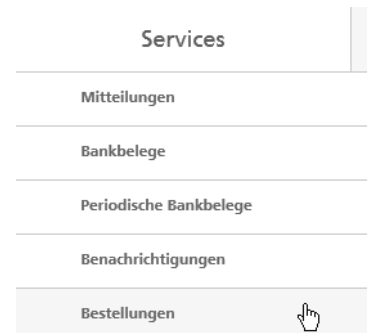 Services
Mitteilungen
Bankbelege
Periodische Bankbelege
Benachrichtigungen
Bestellungen